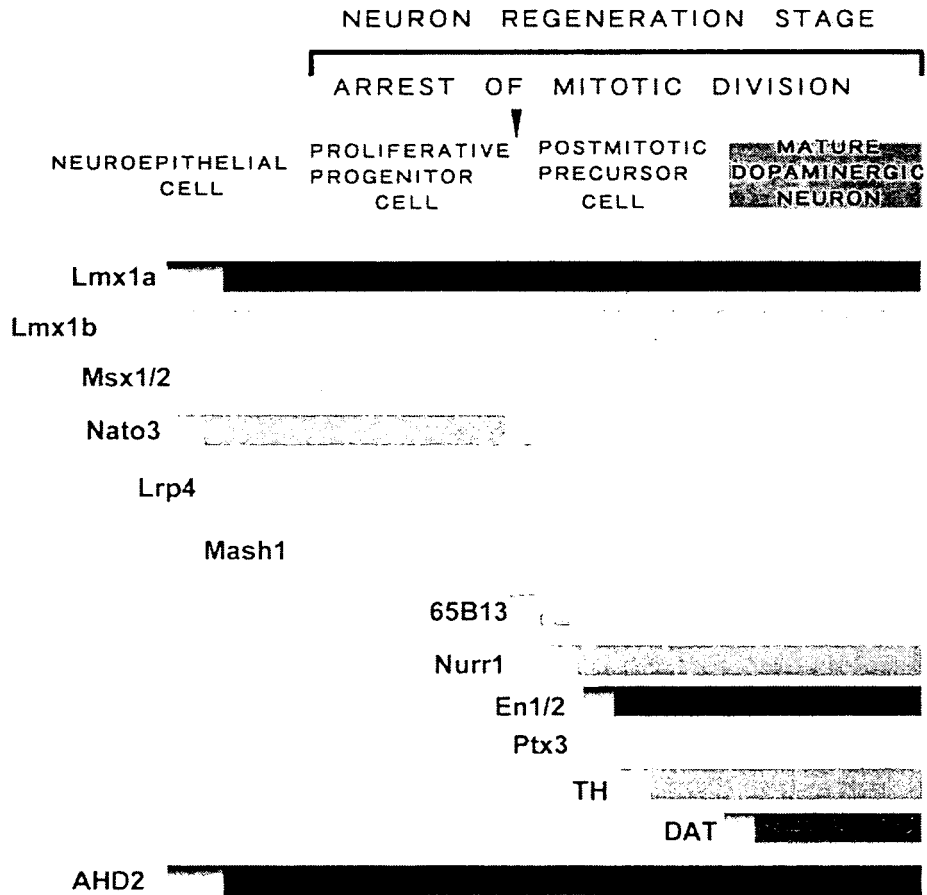 NEURON REGENERATION STAGE
ARREST OF MITOTIC DIVISION
NEUROEPITHELIAL
CELL
PROLIFERATIVE
PROGENITOR
CELL
POSTMITOTIC
PRECURSOR
CELL
MATURE
DOPAMINERGIC
NEURON
Lmx1a
Lmx1b
Msx1/2
Nato3
Lrp4
Mash1
65B13
Nurr1
En1/2
Ptx3
TH
DAT
AHD2